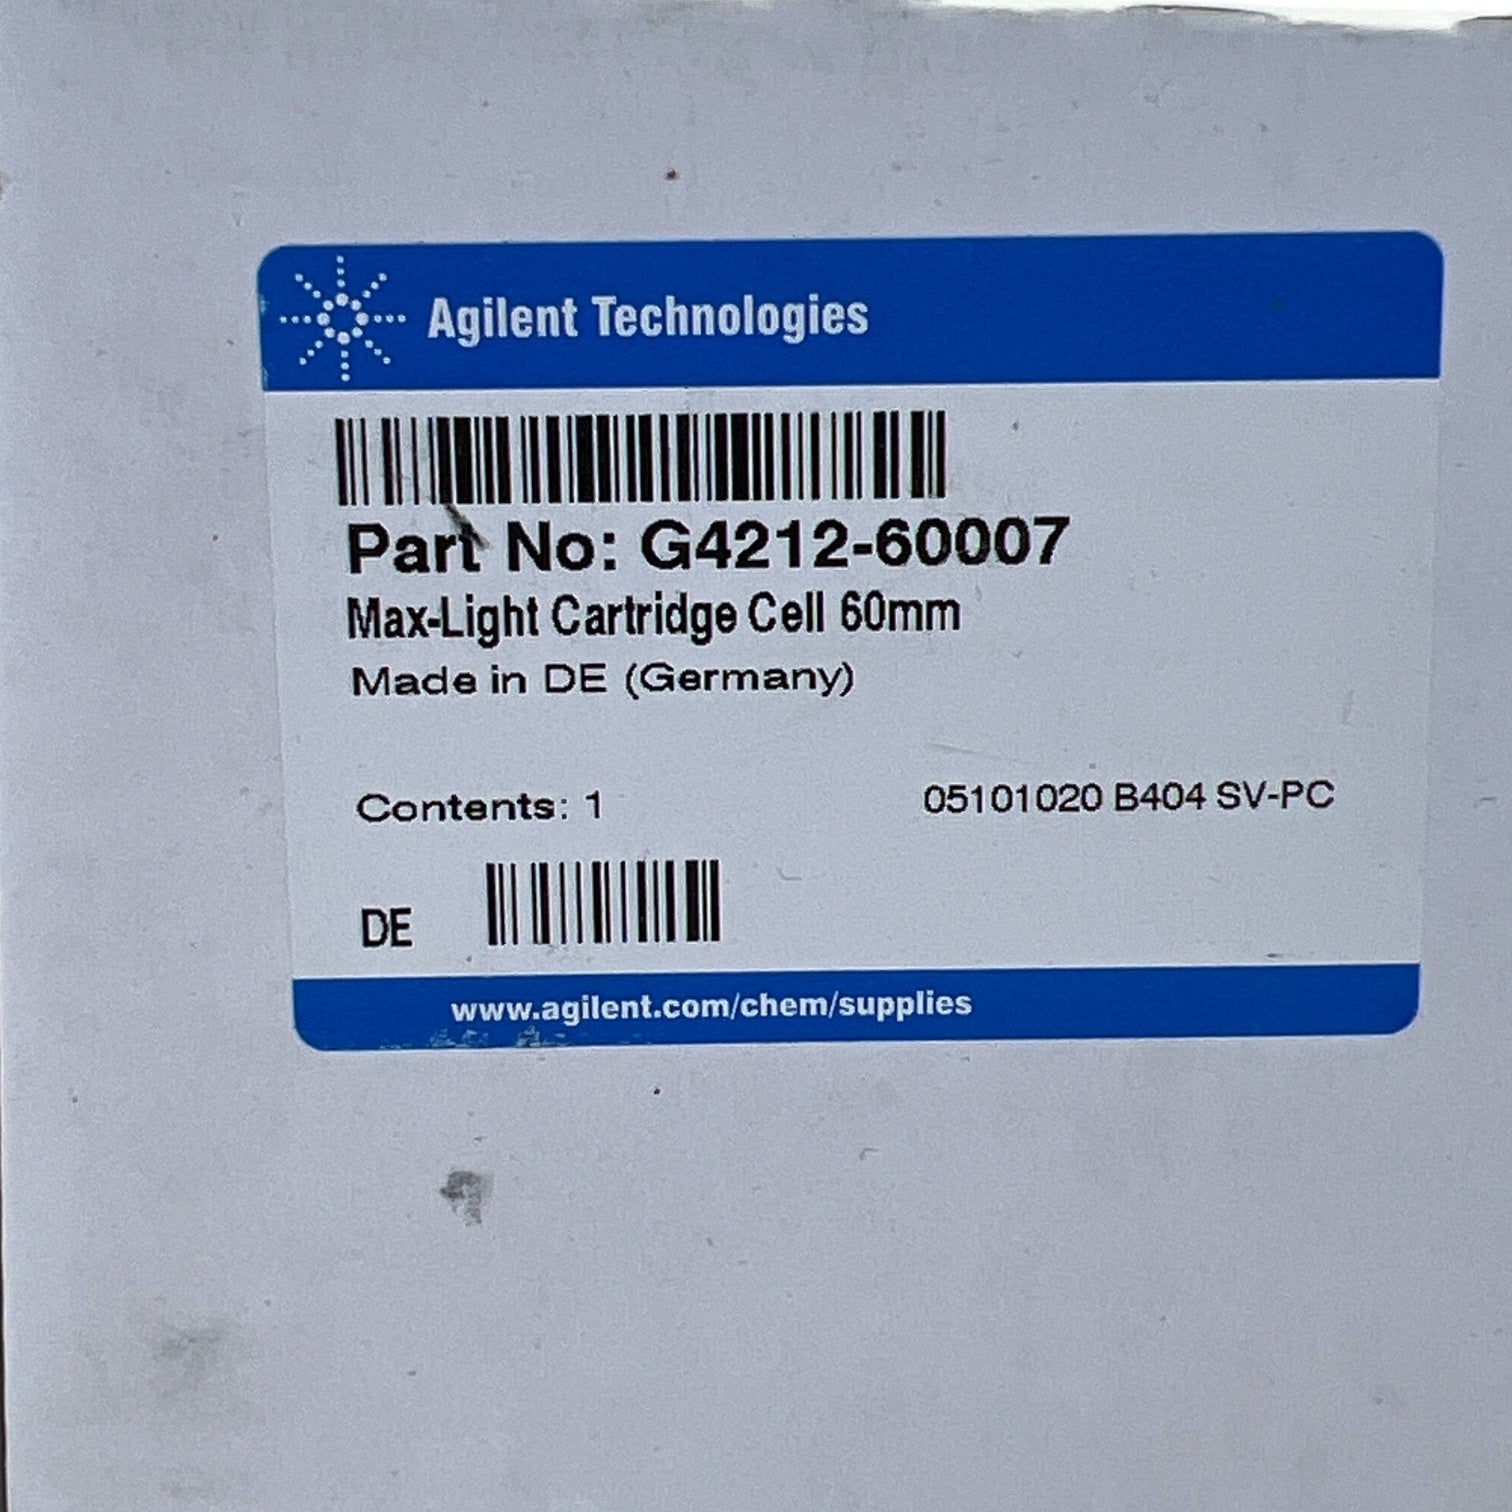 Agilent Technologies
Part No: G4212-60007
Max-Light Cartridge Cell 60mm
Made in DE (Germany)
Contents: 1
05101020 B404 SV-PC
DE
www.agilent.com/chem/supplies